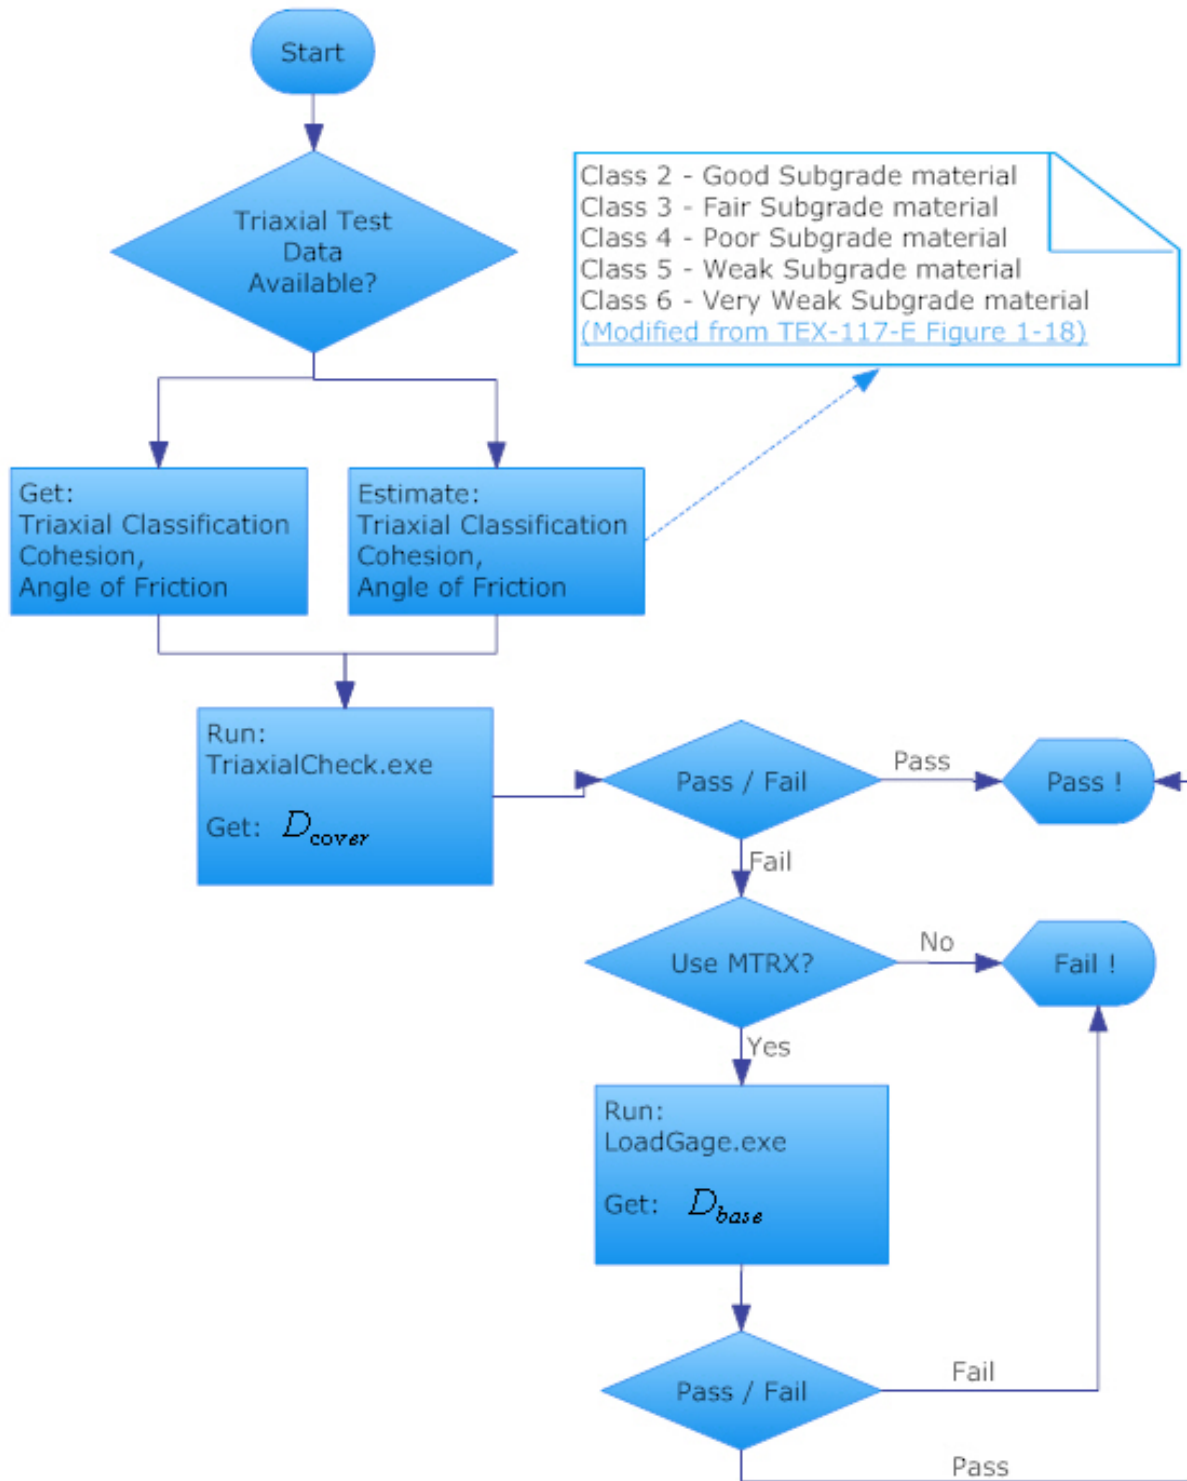 Start
Triaxial Test
Data
Available?
Class 2 - Good Subgrade material
Class 3 - Fair Subgrade material
Class 4 - Poor Subgrade material
Class 5 - Weak Subgrade material
Class 6 - Very Weak Subgrade material
(Modified from TEX-117-E Figure 1-18)
Get:
Triaxial Classification
Cohesion,
Angle of Friction
Estimate:
Triaxial Classification
Cohesion,
Angle of Friction
Run:
TriaxialCheck.exe
Get: D_cover
Pass / Fail
Pass
Pass !
Fail
Use MTRX?
No
Fail !
Yes
Run:
LoadGage.exe
Get: D_base
Pass / Fail
Fail
Pass